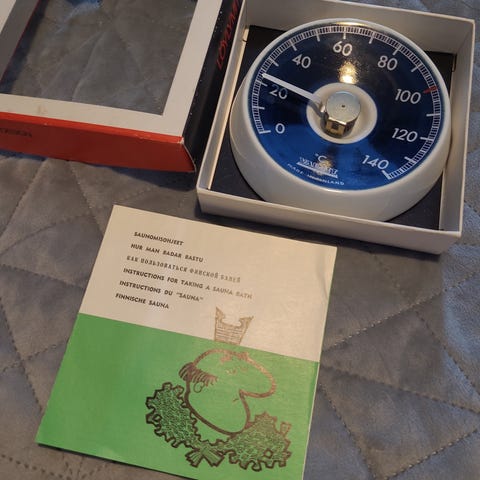 DESIGN
0
20
40
60
80
100
120
140
°C
MADE IN FINLAND
SAUNOMISOHJEET
HUR MAN BADAR BASTU
КАК ПОЛЬЗОВАТЬСЯ ФИНСКОЙ БАНЕЙ
INSTRUCTIONS FOR TAKING A SAUNA BATH
INSTRUCTIONS DU "SAUNA"
FINNISCHE SAUNA